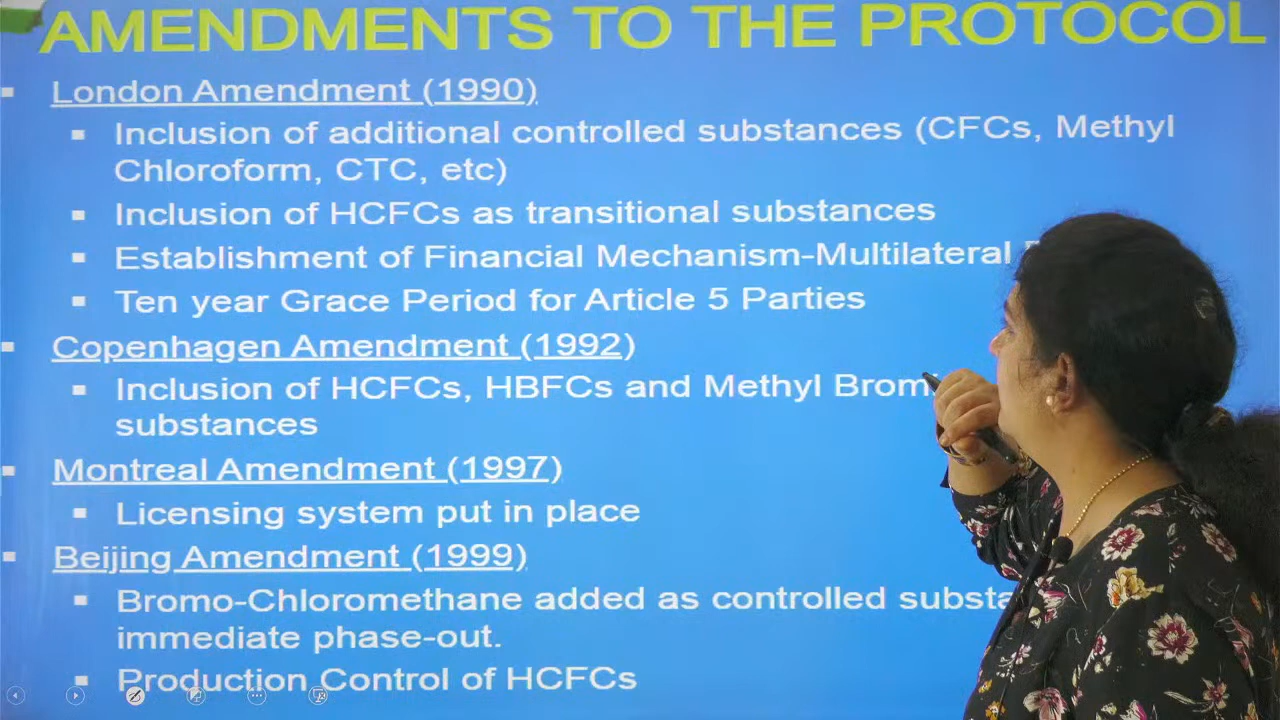 AMENDMENTS TO THE PROTOCOL
London Amendment (1990)
Inclusion of additional controlled substances (CFCs, Methyl
Chloroform, CTC, etc)
Inclusion of HCFCs as transitional substances
Establishment of Financial Mechanism-Multilateral
Ten year Grace Period for Article 5 Parties
Copenhagen Amendment (1992)
Inclusion of HCFCs, HBFCs and Methyl
substances
Montreal Amendment (1997)
Licensing system put in place
Beijing Amendment (1999)
Bromo-Chloromethane added as controlled
immediate phase-out.
Production Control of HCFCs